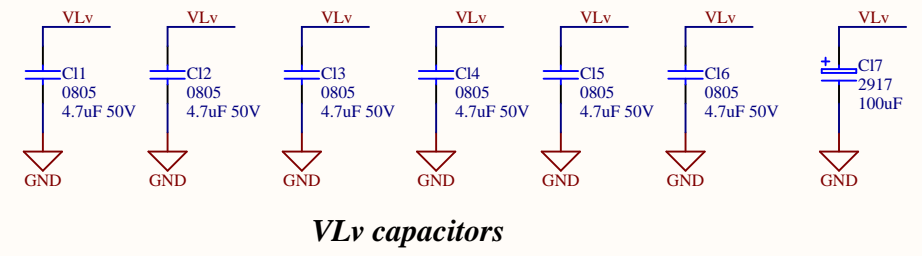 VLv VLv VLv VLv VLv VLv VLv
Cl1 Cl2 Cl3 Cl4 Cl5 Cl6 Cl7
0805 0805 0805 0805 0805 0805 2917
4.7uF 50V 4.7uF 50V 4.7uF 50V 4.7uF 50V 4.7uF 50V 4.7uF 50V 100uF
+
GND GND GND GND GND GND GND
VLv capacitors